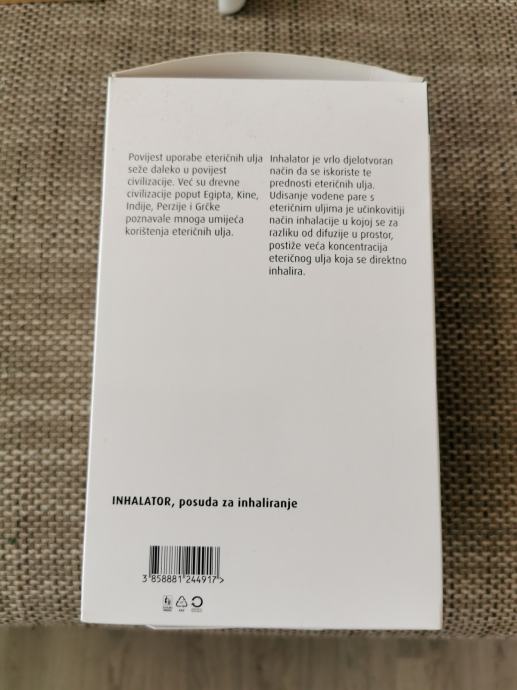 Povijest uporabe eteričnih ulja
seže daleko u povijest
civilizacije. Već su drevne
civilizacije poput Egipta, Kine,
Indije, Perzije i Grčke
poznavale mnoga umijeća
korištenja eteričnih ulja.
Inhalator je vrlo djelotvoran
način da se iskoriste te
prednosti eteričnih ulja.
Udisanje vodene pare s
eteričnim uljima je učinkovitiji
način inhalacije u kojoj se za
razliku od difuzije u prostor,
postiže veća koncentracija
eteričnog ulja koja se direktno
inhalira.
INHALATOR, posuda za inhaliranje
3 858881 244917 >